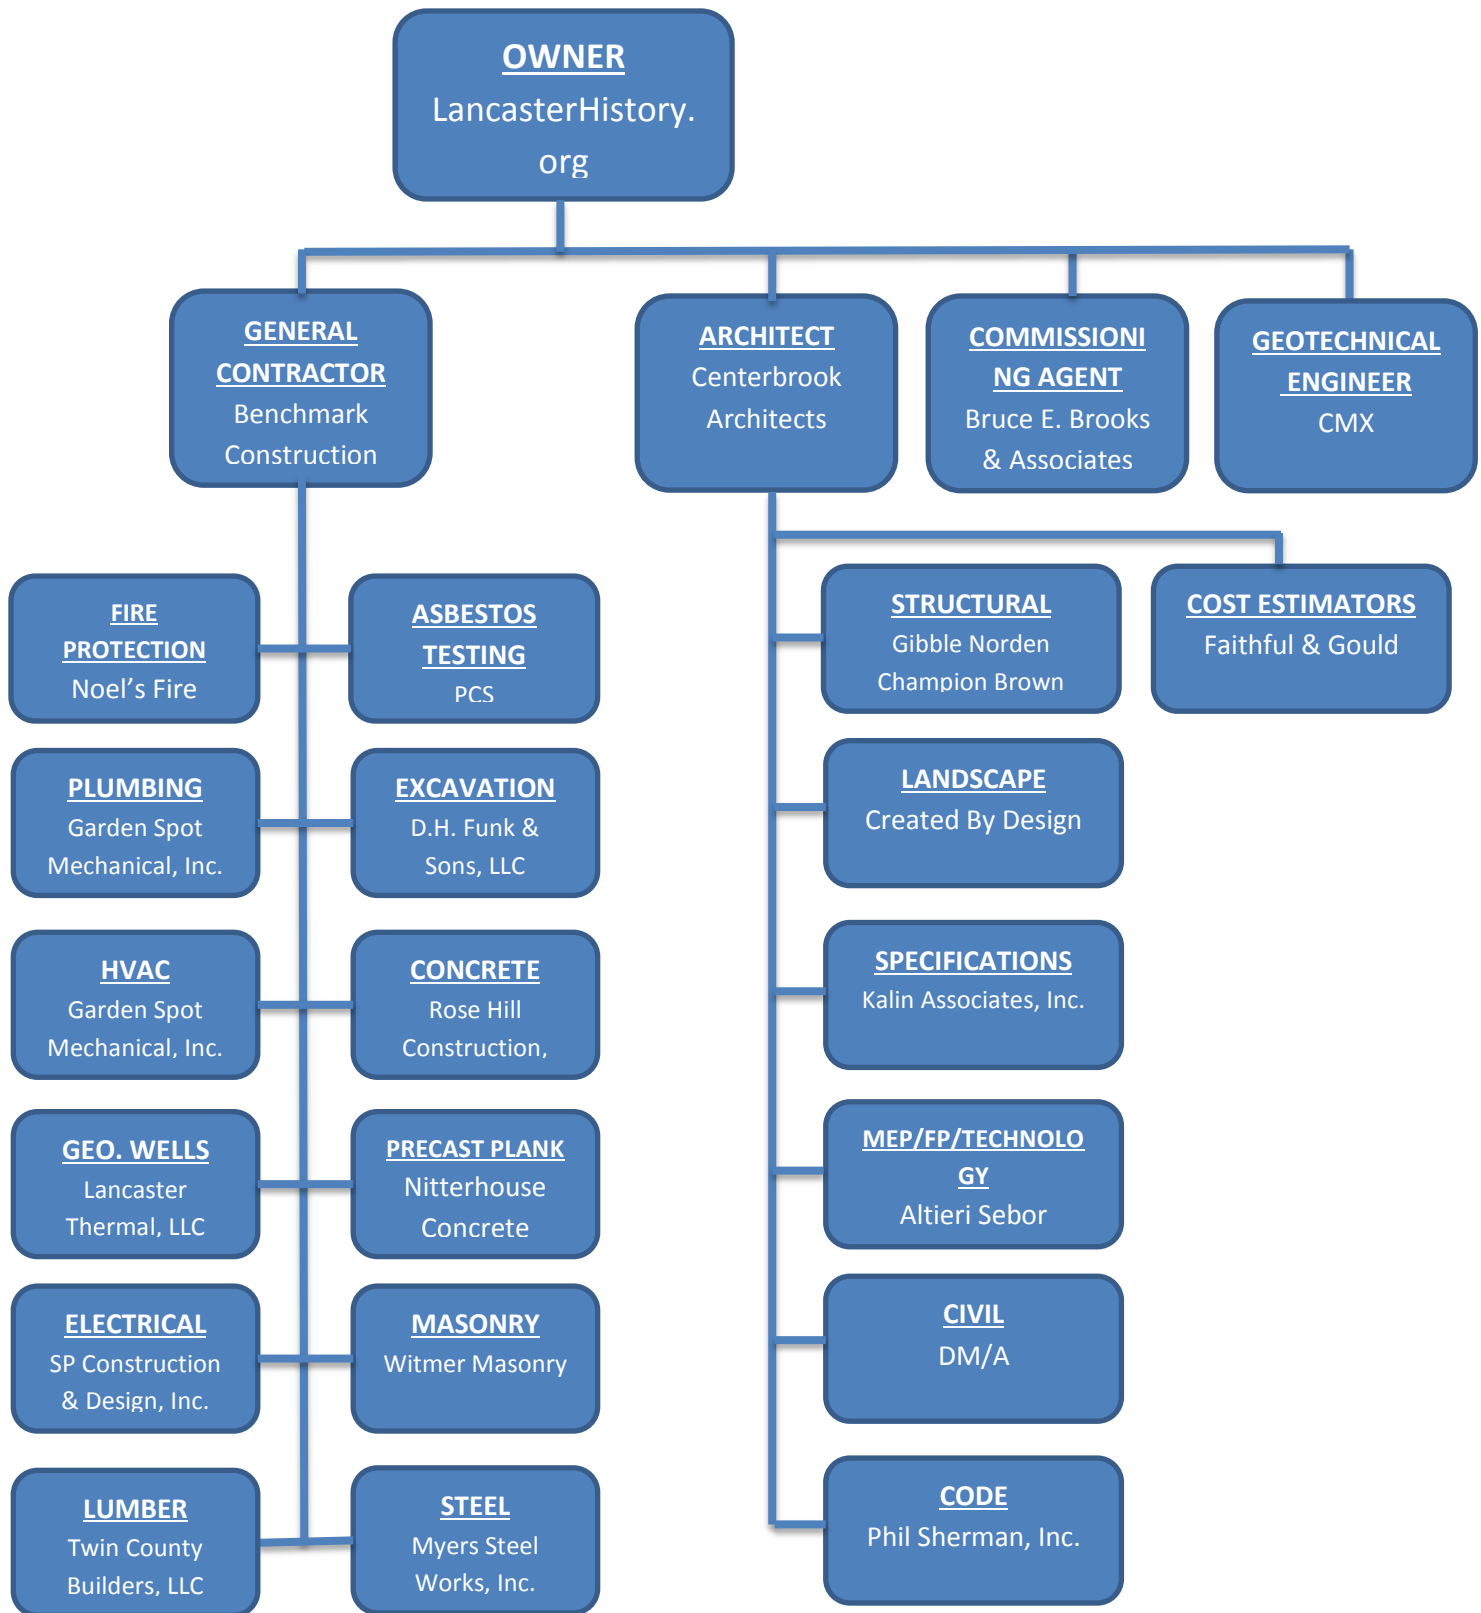 OWNER
LancasterHistory.
org
GENERAL
CONTRACTOR
Benchmark
Construction
ARCHITECT
Centerbrook
Architects
COMMISSIONI
NG AGENT
Bruce E. Brooks
& Associates
GEOTECHNICAL
ENGINEER
CMX
FIRE
PROTECTION
Noel’s Fire
ASBESTOS
TESTING
PCS
STRUCTURAL
Gibble Norden
Champion Brown
COST ESTIMATORS
Faithful & Gould
PLUMBING
Garden Spot
Mechanical, Inc.
EXCAVATION
D.H. Funk &
Sons, LLC
LANDSCAPE
Created By Design
HVAC
Garden Spot
Mechanical, Inc.
CONCRETE
Rose Hill
Construction,
SPECIFICATIONS
Kalin Associates, Inc.
GEO. WELLS
Lancaster
Thermal, LLC
PRECAST PLANK
Nitterhouse
Concrete
MEP/FP/TECHNOLO
GY
Altieri Sebor
ELECTRICAL
SP Construction
& Design, Inc.
MASONRY
Witmer Masonry
CIVIL
DM/A
LUMBER
Twin County
Builders, LLC
STEEL
Myers Steel
Works, Inc.
CODE
Phil Sherman, Inc.